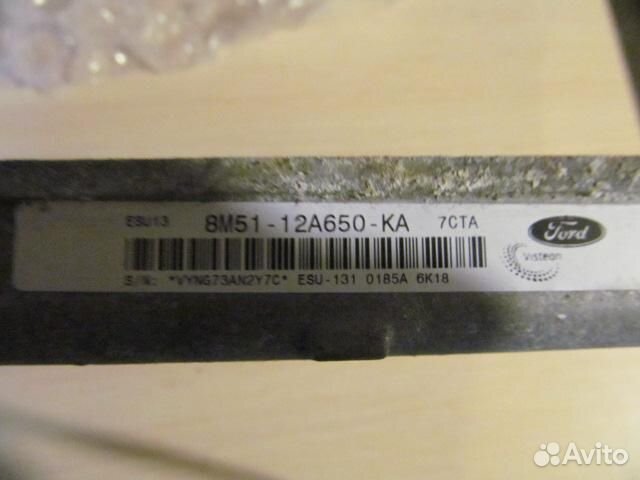 ESU13 8M51-12A650-KA 7CTA
Ford
Visteon
S/N: *VYNG73AN2Y7C* ESU-131 0185A 6K18
Avito